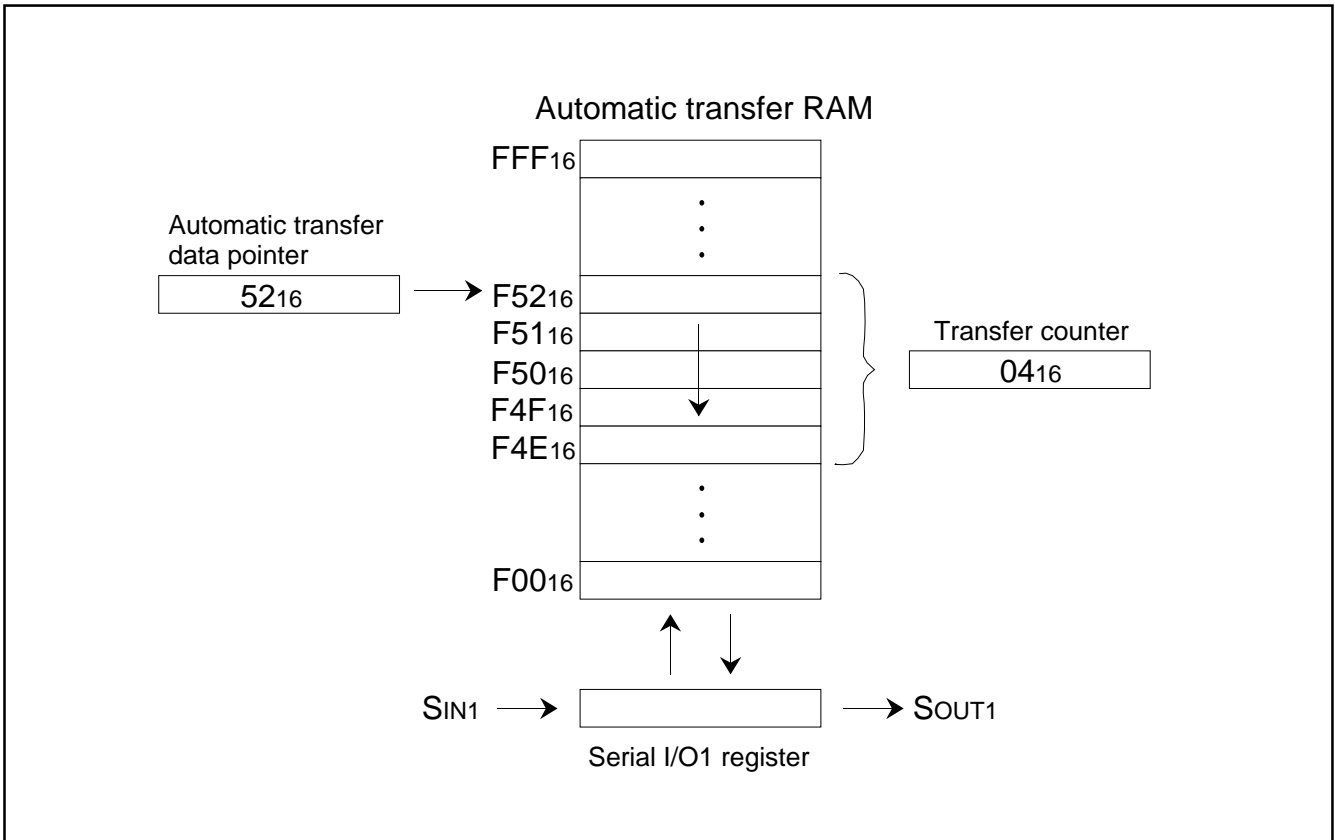 Automatic transfer RAM
FFF16
Automatic transfer
data pointer
5216
F5216
F5116
F5016
F4F16
F4E16
Transfer counter
0416
F0016
SIN1
SOUT1
Serial I/O1 register